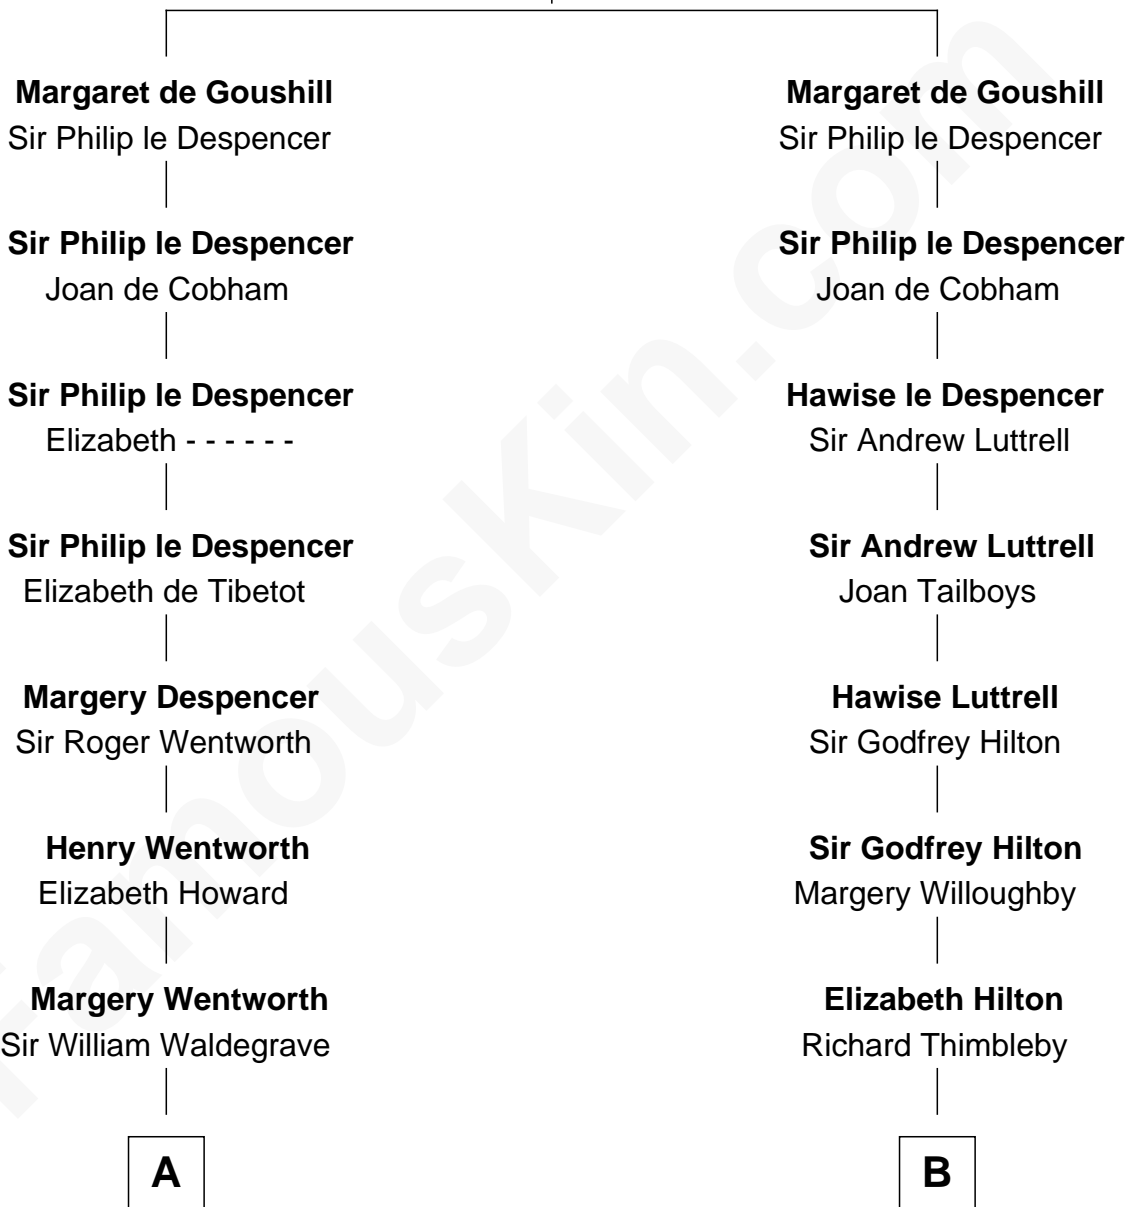 Margaret de Goushill
Sir Philip le Despencer
Sir Philip le Despencer
Joan de Cobham
Sir Philip le Despencer
Elizabeth - - - - - -
Sir Philip le Despencer
Elizabeth de Tibetot
Margery Despencer
Sir Roger Wentworth
Henry Wentworth
Elizabeth Howard
Margery Wentworth
Sir William Waldegrave
A
Margaret de Goushill
Sir Philip le Despencer
Sir Philip le Despencer
Joan de Cobham
Hawise le Despencer
Sir Andrew Luttrell
Sir Andrew Luttrell
Joan Tailboys
Hawise Luttrell
Sir Godfrey Hilton
Sir Godfrey Hilton
Margery Willoughby
Elizabeth Hilton
Richard Thimbleby
B
FamousKin.com